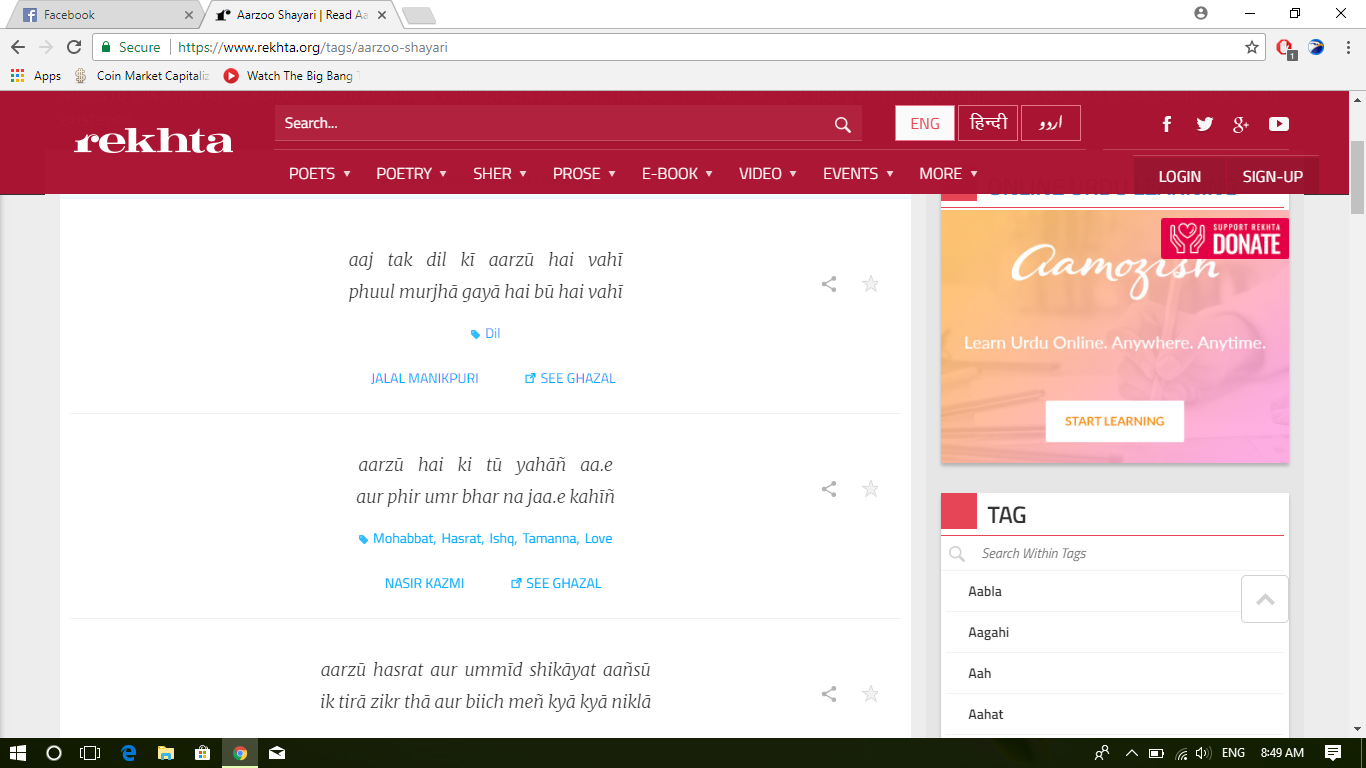 Facebook
Aarzoo Shayari | Read Aa
Secure
https://www.rekhta.org/tags/aarzoo-shayari
1
Apps
Coin Market Capitaliz
Watch The Big Bang T
rekhta
Search...
ENG
हिन्दी
اردو
POETS
POETRY
SHER
PROSE
E-BOOK
VIDEO
EVENTS
MORE
LOGIN
SIGN-UP
ONLINE URDU LEARNING
aaj tak dil kī aarzū hai vahī
phuul murjhā gayā hai bū hai vahī
Dil
JALAL MANIKPURI
SEE GHAZAL
SUPPORT REKHTA
DONATE
Aamozish
Learn Urdu Online. Anywhere. Anytime.
START LEARNING
aarzū hai ki tū yahāñ aa.e
aur phir umr bhar na jaa.e kahīñ
Mohabbat, Hasrat, Ishq, Tamanna, Love
NASIR KAZMI
SEE GHAZAL
aarzū hasrat aur ummīd shikāyat aañsū
ik tirā zikr thā aur biich meñ kyā kyā niklā
TAG
Search Within Tags
Aabla
Aagahi
Aah
Aahat
ENG
8:49 AM